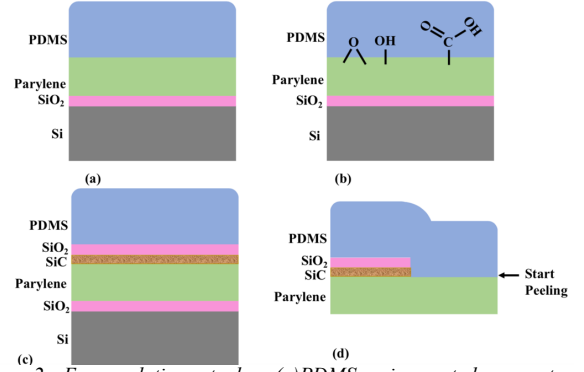 PDMS
Parylene
SiO2
Si
(a)
PDMS
O
OH
O
C
OH
Parylene
SiO2
Si
(b)
PDMS
SiO2
SiC
Parylene
SiO2
Si
(c)
PDMS
SiO2
SiC
Parylene
Start
Peeling
(d)